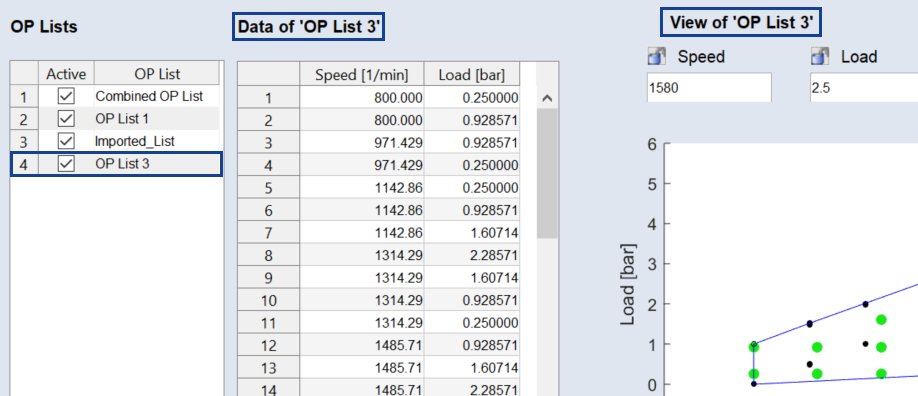 OP Lists
Data of 'OP List 3'
View of 'OP List 3'
Active OP List
1 Combined OP List
2 OP List 1
3 Imported_List
4 OP List 3
Speed [1/min] Load [bar]
1 800.000 0.250000
2 800.000 0.928571
3 971.429 0.928571
4 971.429 0.250000
5 1142.86 0.250000
6 1142.86 0.928571
7 1142.86 1.60714
8 1314.29 2.28571
9 1314.29 1.60714
10 1314.29 0.928571
11 1314.29 0.250000
12 1485.71 0.928571
13 1485.71 1.60714
14 1485.71 2.28571
Speed Load
1580 2.5
6
5
4
3
2
1
0
Load [bar]